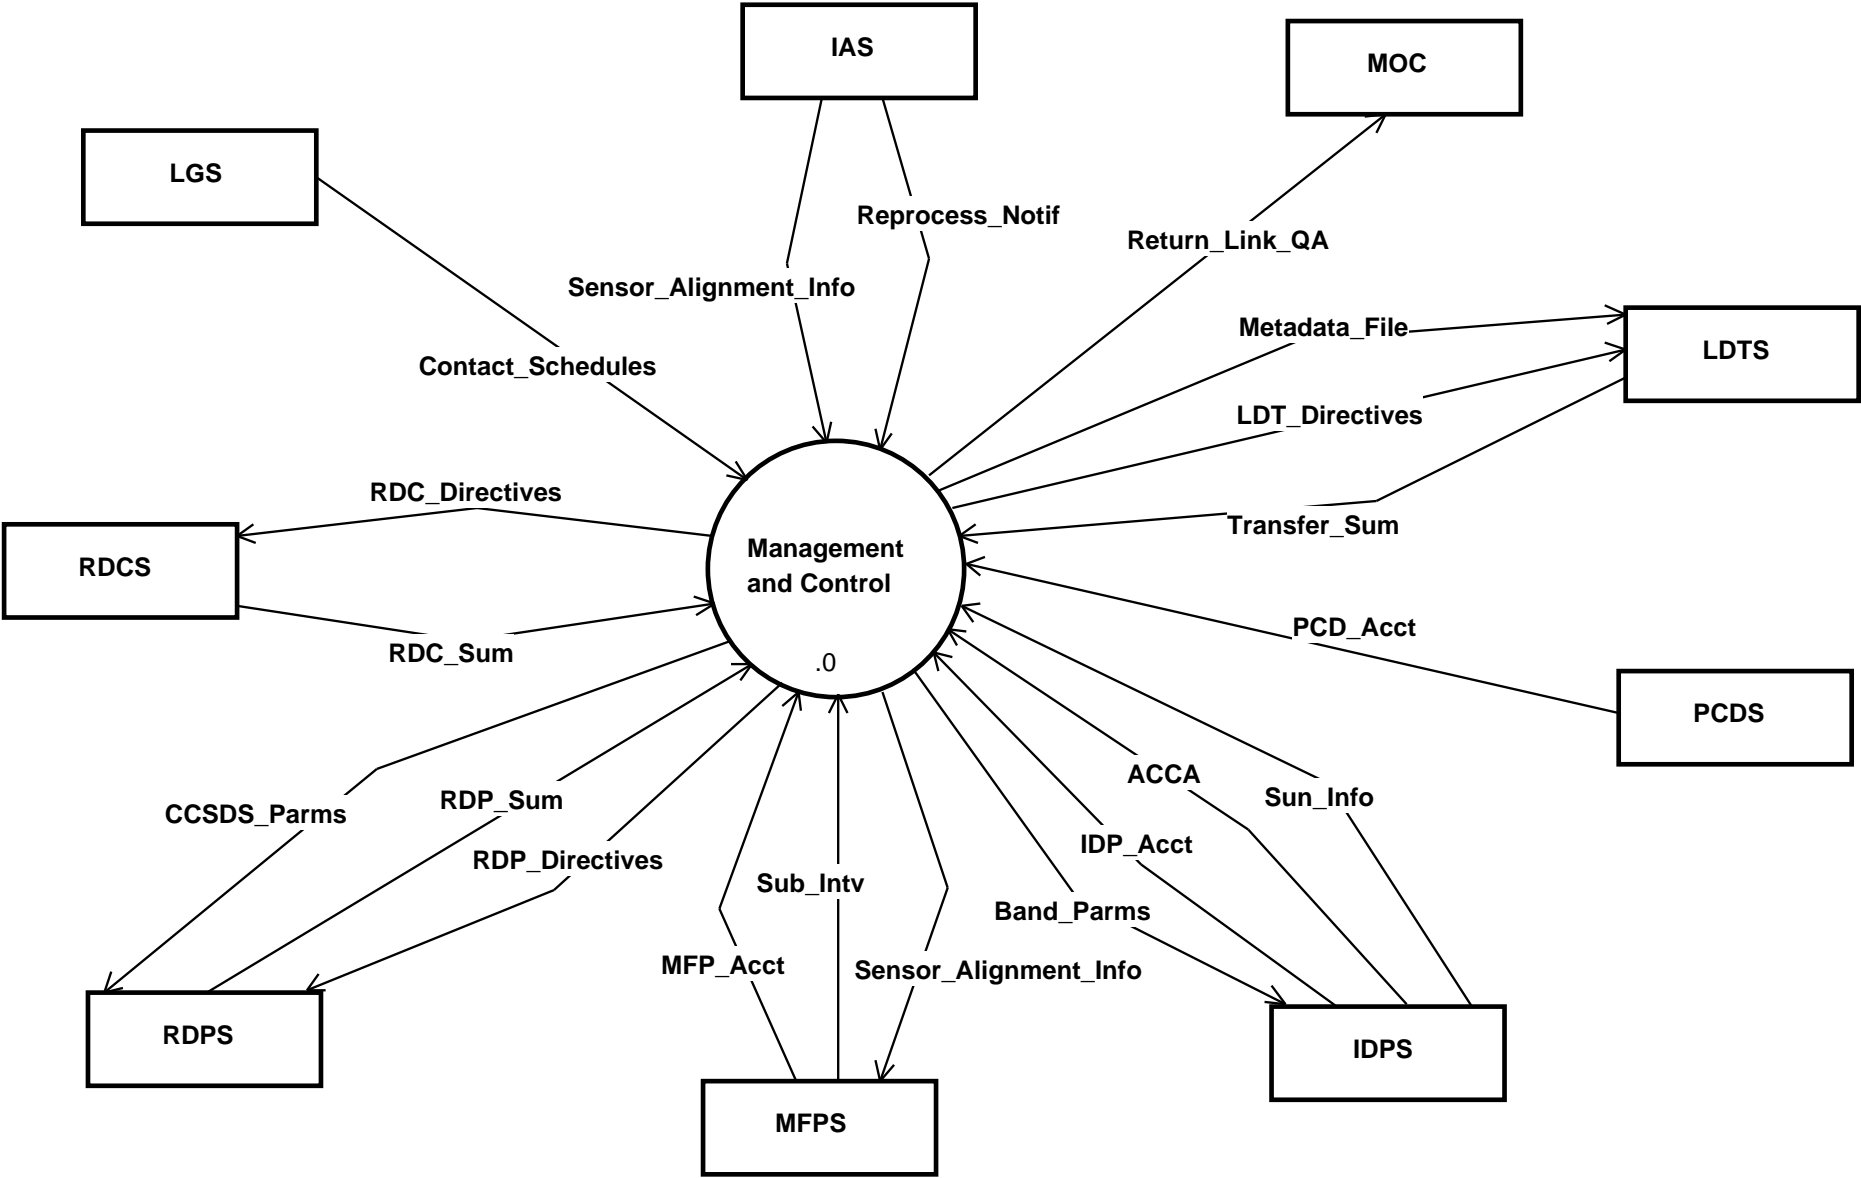 IAS
MOC
LGS
Reprocess_Notif
Return_Link_QA
Sensor_Alignment_Info
Metadata_File
LDTS
Contact_Schedules
LDT_Directives
RDC_Directives
Transfer_Sum
Management
and Control
RDCS
PCD_Acct
RDC_Sum
.0
PCDS
ACCA
Sun_Info
RDP_Sum
CCSDS_Parms
IDP_Acct
RDP_Directives
Sub_Intv
Band_Parms
MFP_Acct
Sensor_Alignment_Info
RDPS
IDPS
MFPS